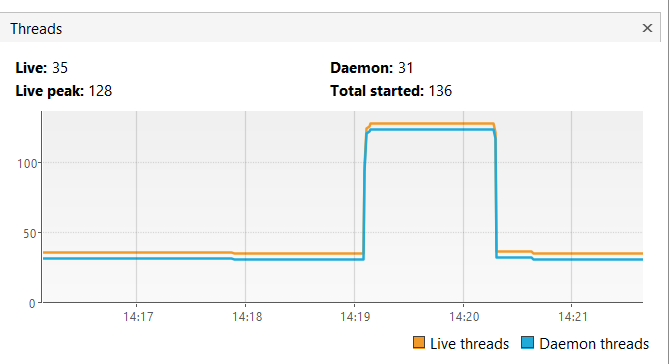 Threads
Live: 35 Daemon: 31
Live peak: 128 Total started: 136
100
50
0
14:17 14:18 14:19 14:20 14:21
Live threads Daemon threads